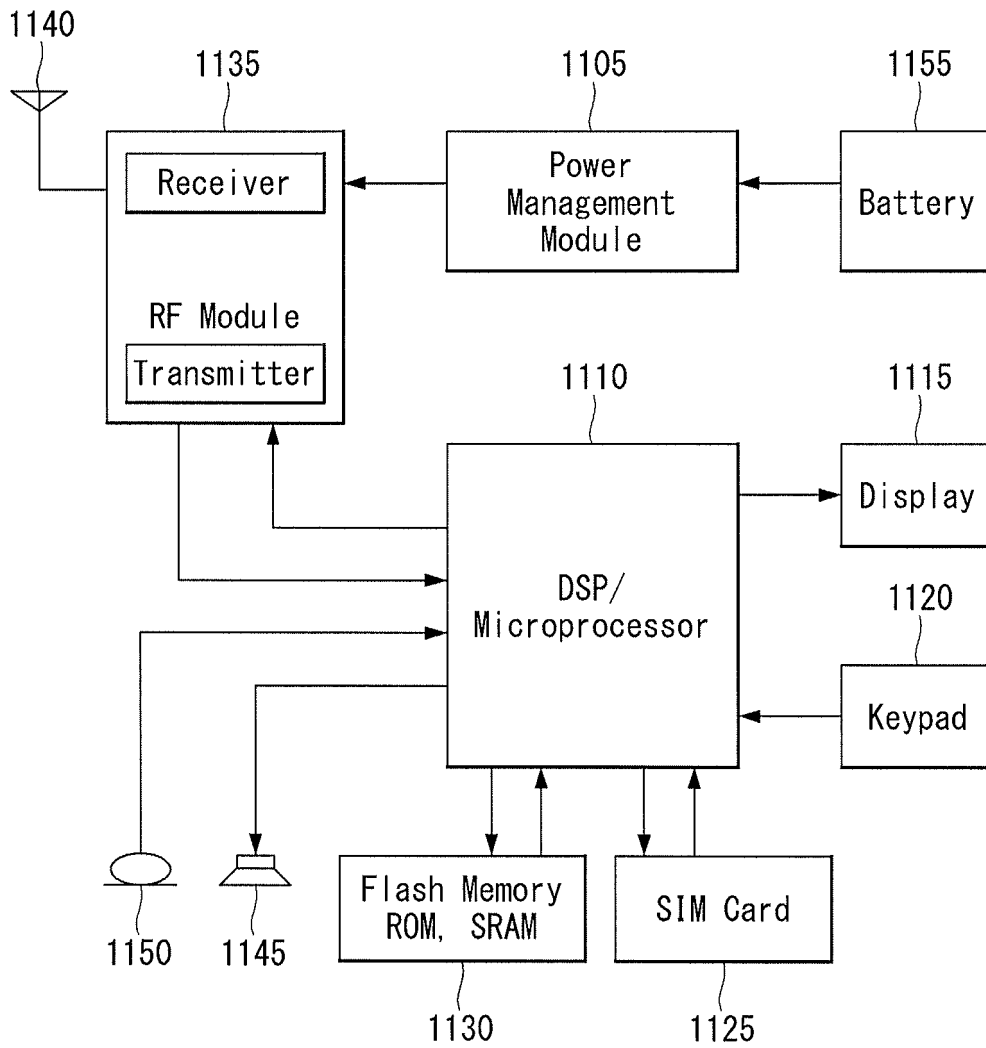 1140
1135
1105
1155
Receiver
RF Module
Transmitter
Power
Management
Module
Battery
1110
1115
DSP/
Microprocessor
Display
1120
Keypad
1150
1145
Flash Memory
ROM, SRAM
SIM Card
1130
1125